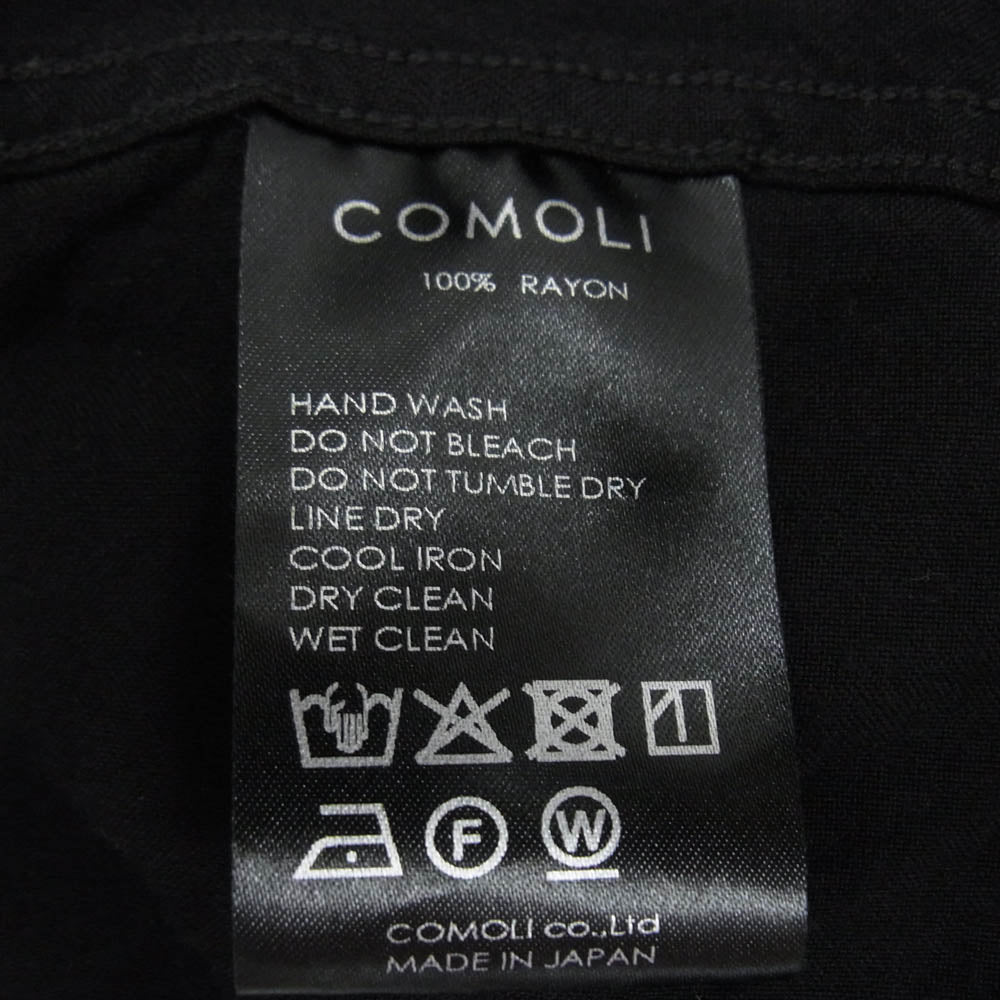 COMOLI
100% RAYON
HAND WASH
DO NOT BLEACH
DO NOT TUMBLE DRY
LINE DRY
COOL IRON
DRY CLEAN
WET CLEAN
F W
COMOLI co.,Ltd
MADE IN JAPAN